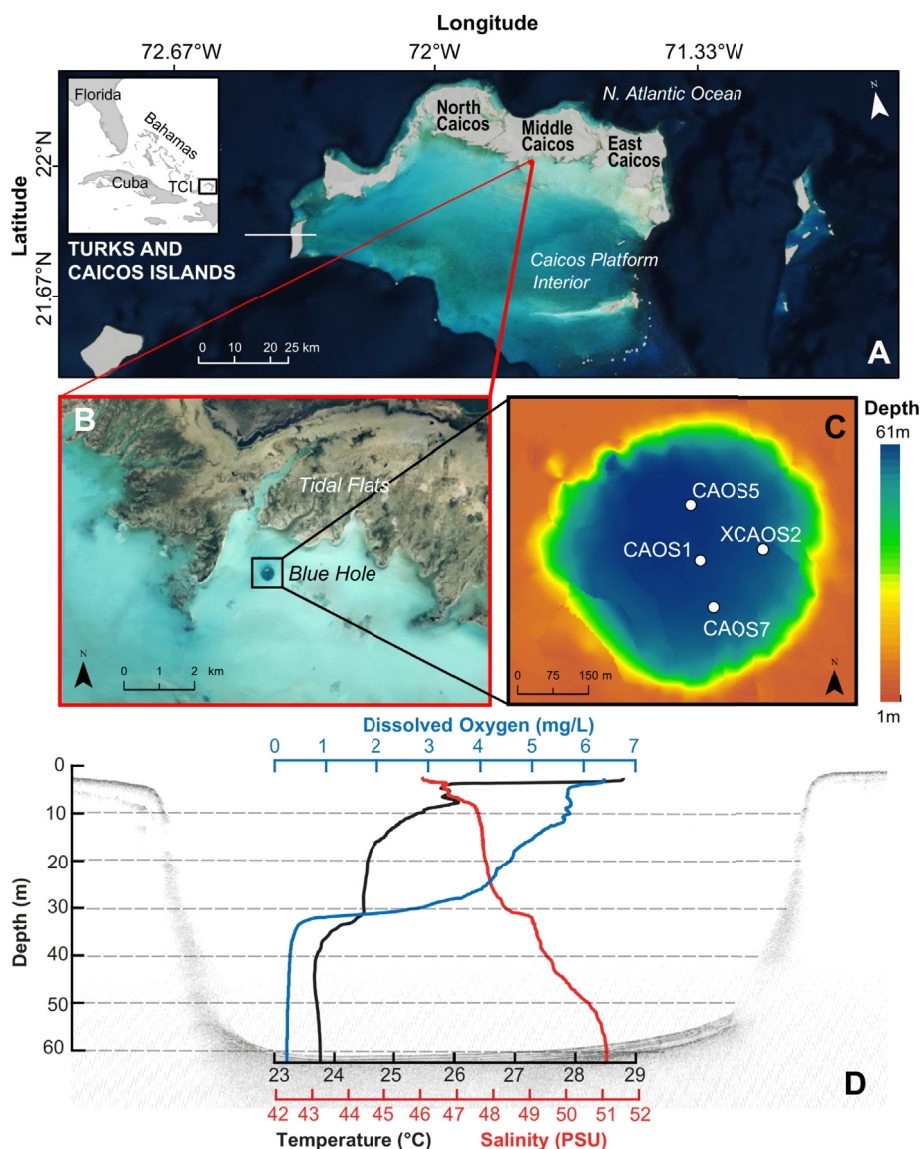 Longitude
72.67°W 72°W 71.33°W
Latitude
22°N
21.67°N
Florida
Bahamas
Cuba
TCI
TURKS AND
CAICOS ISLANDS
North
Caicos
Middle
Caicos
East
Caicos
N. Atlantic Ocean
N
Caicos Platform
Interior
0 10 20 25 km
A
B
Tidal Flats
Blue Hole
N
0 1 2 km
C
CAOS5
XCAOS2
CAOS1
CAOS7
0 75 150 m
N
Depth
61m
1m
Dissolved Oxygen (mg/L)
0 1 2 3 4 5 6 7
Depth (m)
0
10
20
30
40
50
60
23 24 25 26 27 28 29
42 43 44 45 46 47 48 49 50 51 52
Temperature (°C) Salinity (PSU)
D